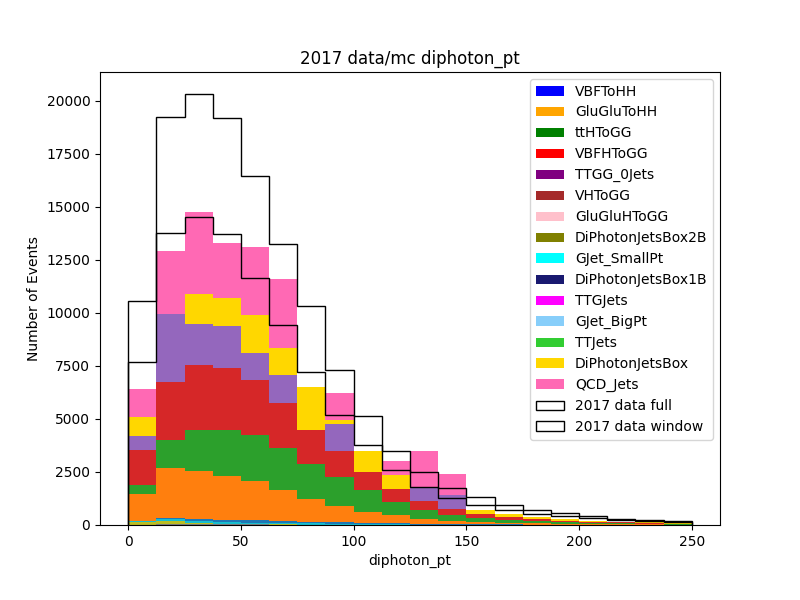 2017 data/mc diphoton_pt
Number of Events
20000
17500
15000
12500
10000
7500
5000
2500
0
VBFToHH
GluGluToHH
ttHToGG
VBFHToGG
TTGG_0Jets
VHToGG
GluGluHToGG
DiPhotonJetsBox2B
GJet_SmallPt
DiPhotonJetsBox1B
TTGJets
GJet_BigPt
TTJets
DiPhotonJetsBox
QCD_Jets
2017 data full
2017 data window
0 50 100 150 200 250
diphoton_pt